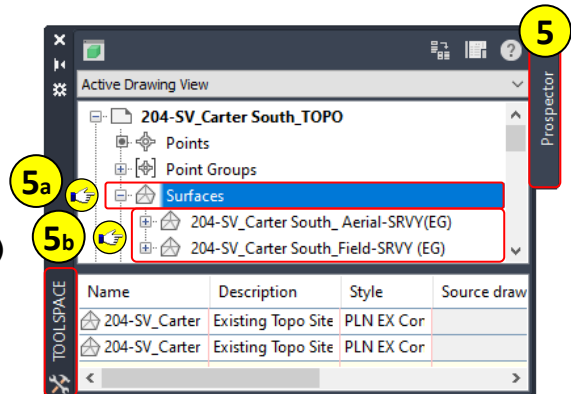 5
Active Drawing View
Prospector
204-SV_Carter South_TOPO
Points
Point Groups
5a
Surfaces
204-SV_Carter South_ Aerial-SRVY(EG)
5b
204-SV_Carter South_Field-SRVY (EG)
)
TOOLSPACE
Name Description Style Source draw
204-SV_Carter Existing Topo Site PLN EX Cor
204-SV_Carter Existing Topo Site PLN EX Cor